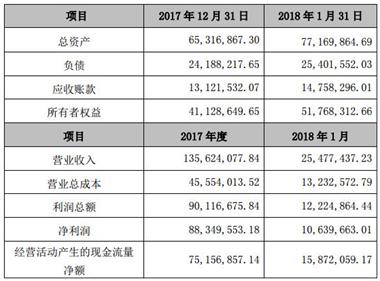 项目 2017 年 12 月 31 日 2018 年 1 月 31 日
总资产 65,316,867.30 77,169,864.69
负债 24,188,217.65 25,401,552.03
应收账款 13,121,532.07 14,758,296.01
所有者权益 41,128,649.65 51,768,312.66
项目 2017 年度 2018 年 1 月
营业收入 135,624,077.84 25,477,437.23
营业总成本 45,554,013.52 13,232,572.79
利润总额 90,116,675.84 12,224,864.44
净利润 88,349,553.18 10,639,663.01
经营活动产生的现金流量
净额 75,156,857.14 15,872,059.17